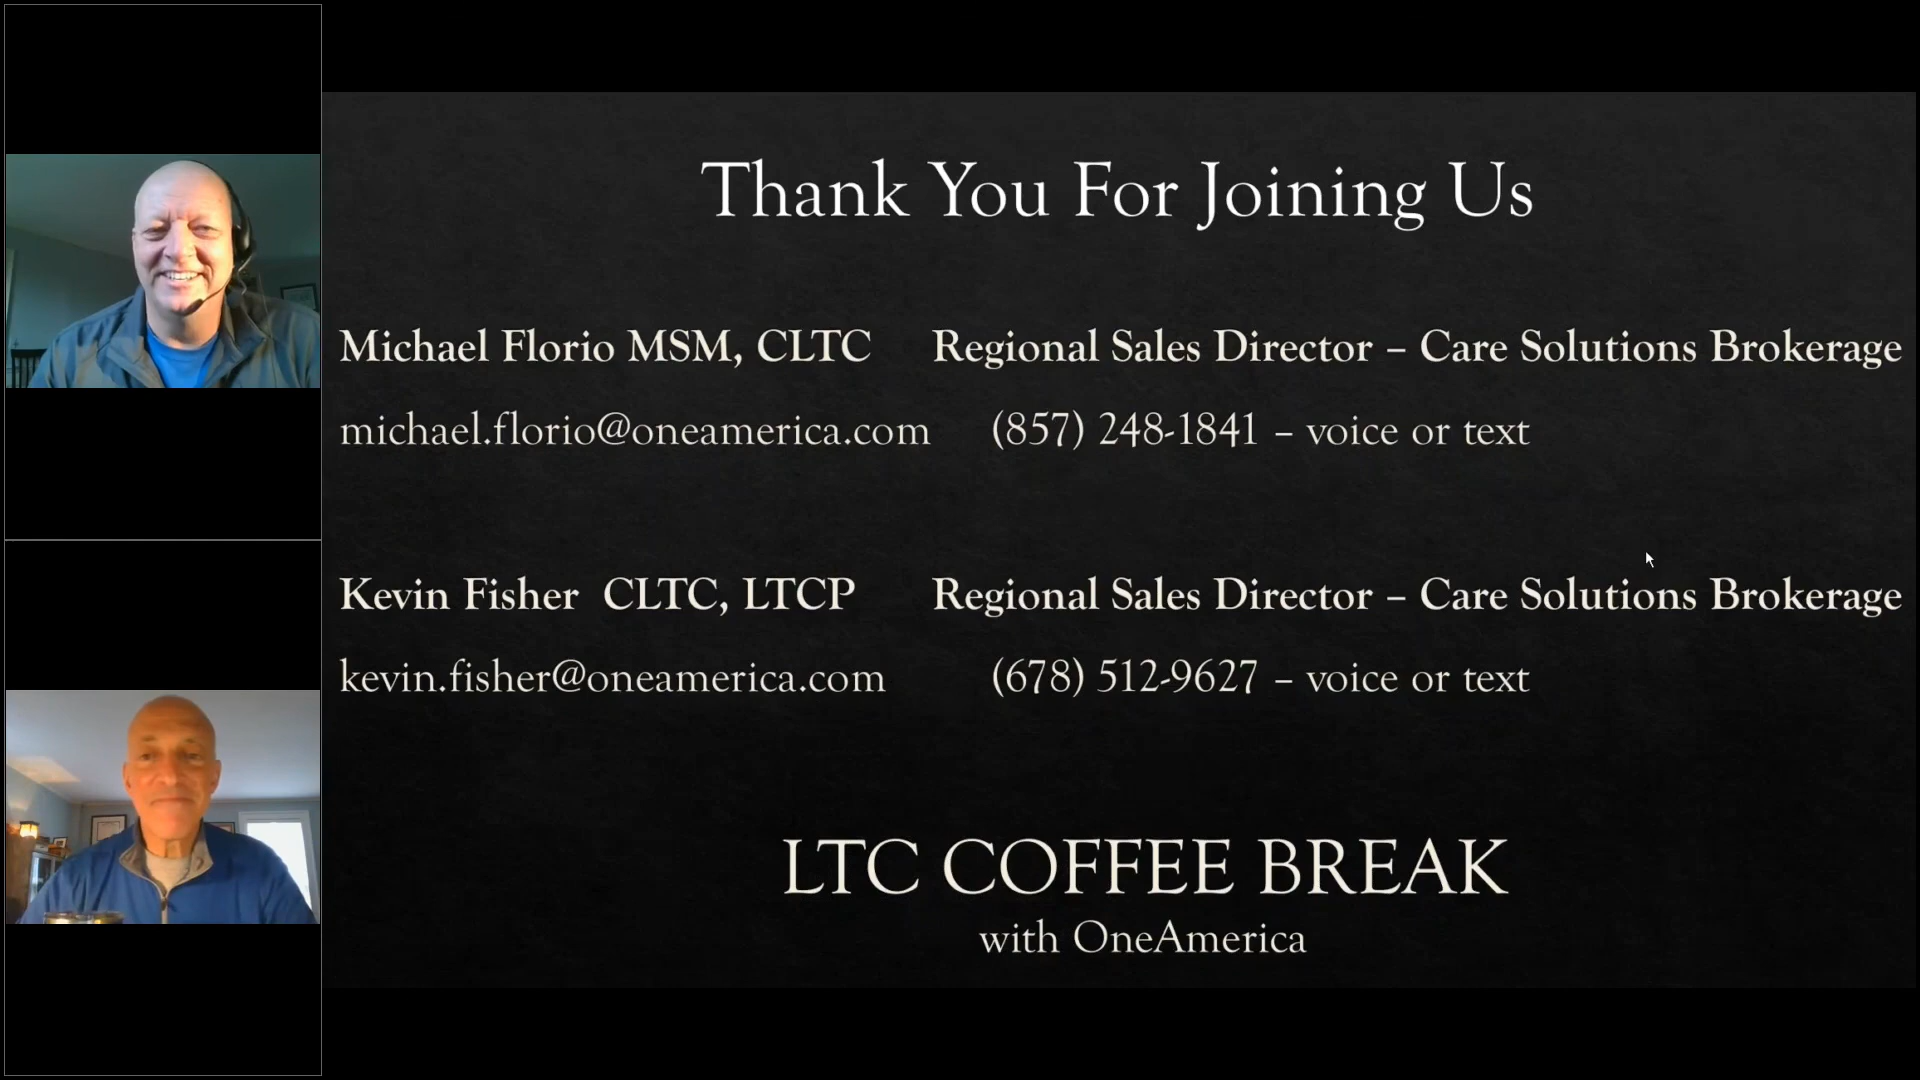 Thank You For Joining Us
Michael Florio MSM, CLTC Regional Sales Director – Care Solutions Brokerage
michael.florio@oneamerica.com (857) 248-1841 – voice or text
Kevin Fisher CLTC, LTCP Regional Sales Director – Care Solutions Brokerage
kevin.fisher@oneamerica.com (678) 512-9627 – voice or text
LTC COFFEE BREAK
with OneAmerica